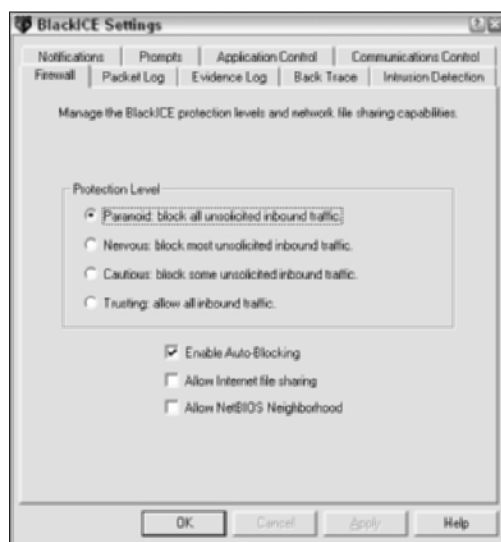 BlackICE Settings
Notifications Prompts Application Control Communications Control
Firewall Packet Log Evidence Log Back Trace Intrusion Detection
Manage the BlackICE protection levels and network file sharing capabilities.
Protection Level
Paranoid: block all unsolicited inbound traffic.
Nervous: block most unsolicited inbound traffic.
Cautious: block some unsolicited inbound traffic.
Trusting: allow all inbound traffic.
Enable Auto-Blocking
Allow Internet file sharing
Allow NetBIOS Neighborhood
OK Cancel Apply Help